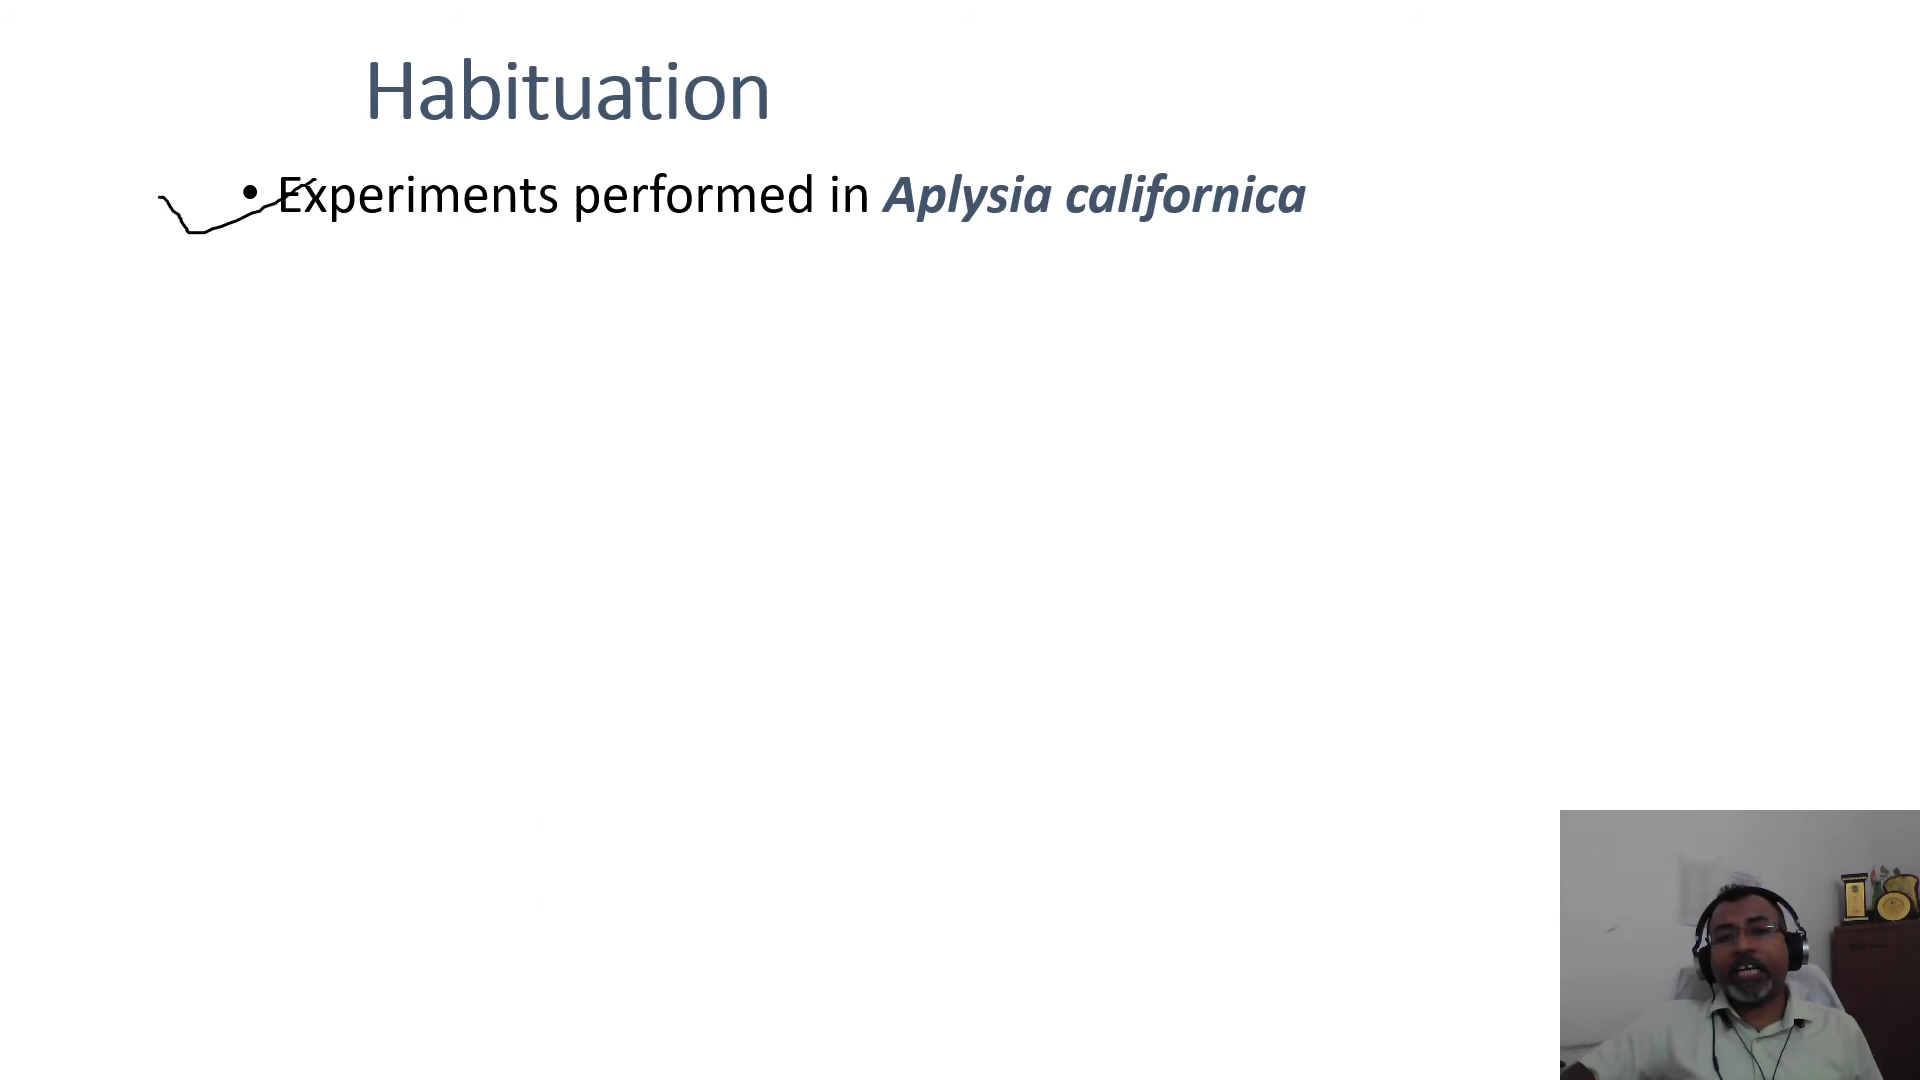 Habituation
• Experiments performed in Aplysia californica